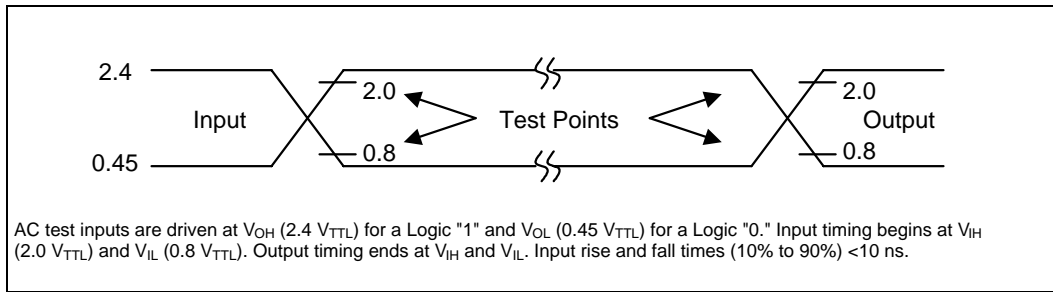 2.4
2.0
2.0
Input
Test Points
Output
0.45
0.8
0.8
AC test inputs are driven at VOH (2.4 VTTL) for a Logic "1" and VOL (0.45 VTTL) for a Logic "0." Input timing begins at VIH
(2.0 VTTL) and VIL (0.8 VTTL). Output timing ends at VIH and VIL. Input rise and fall times (10% to 90%) <10 ns.